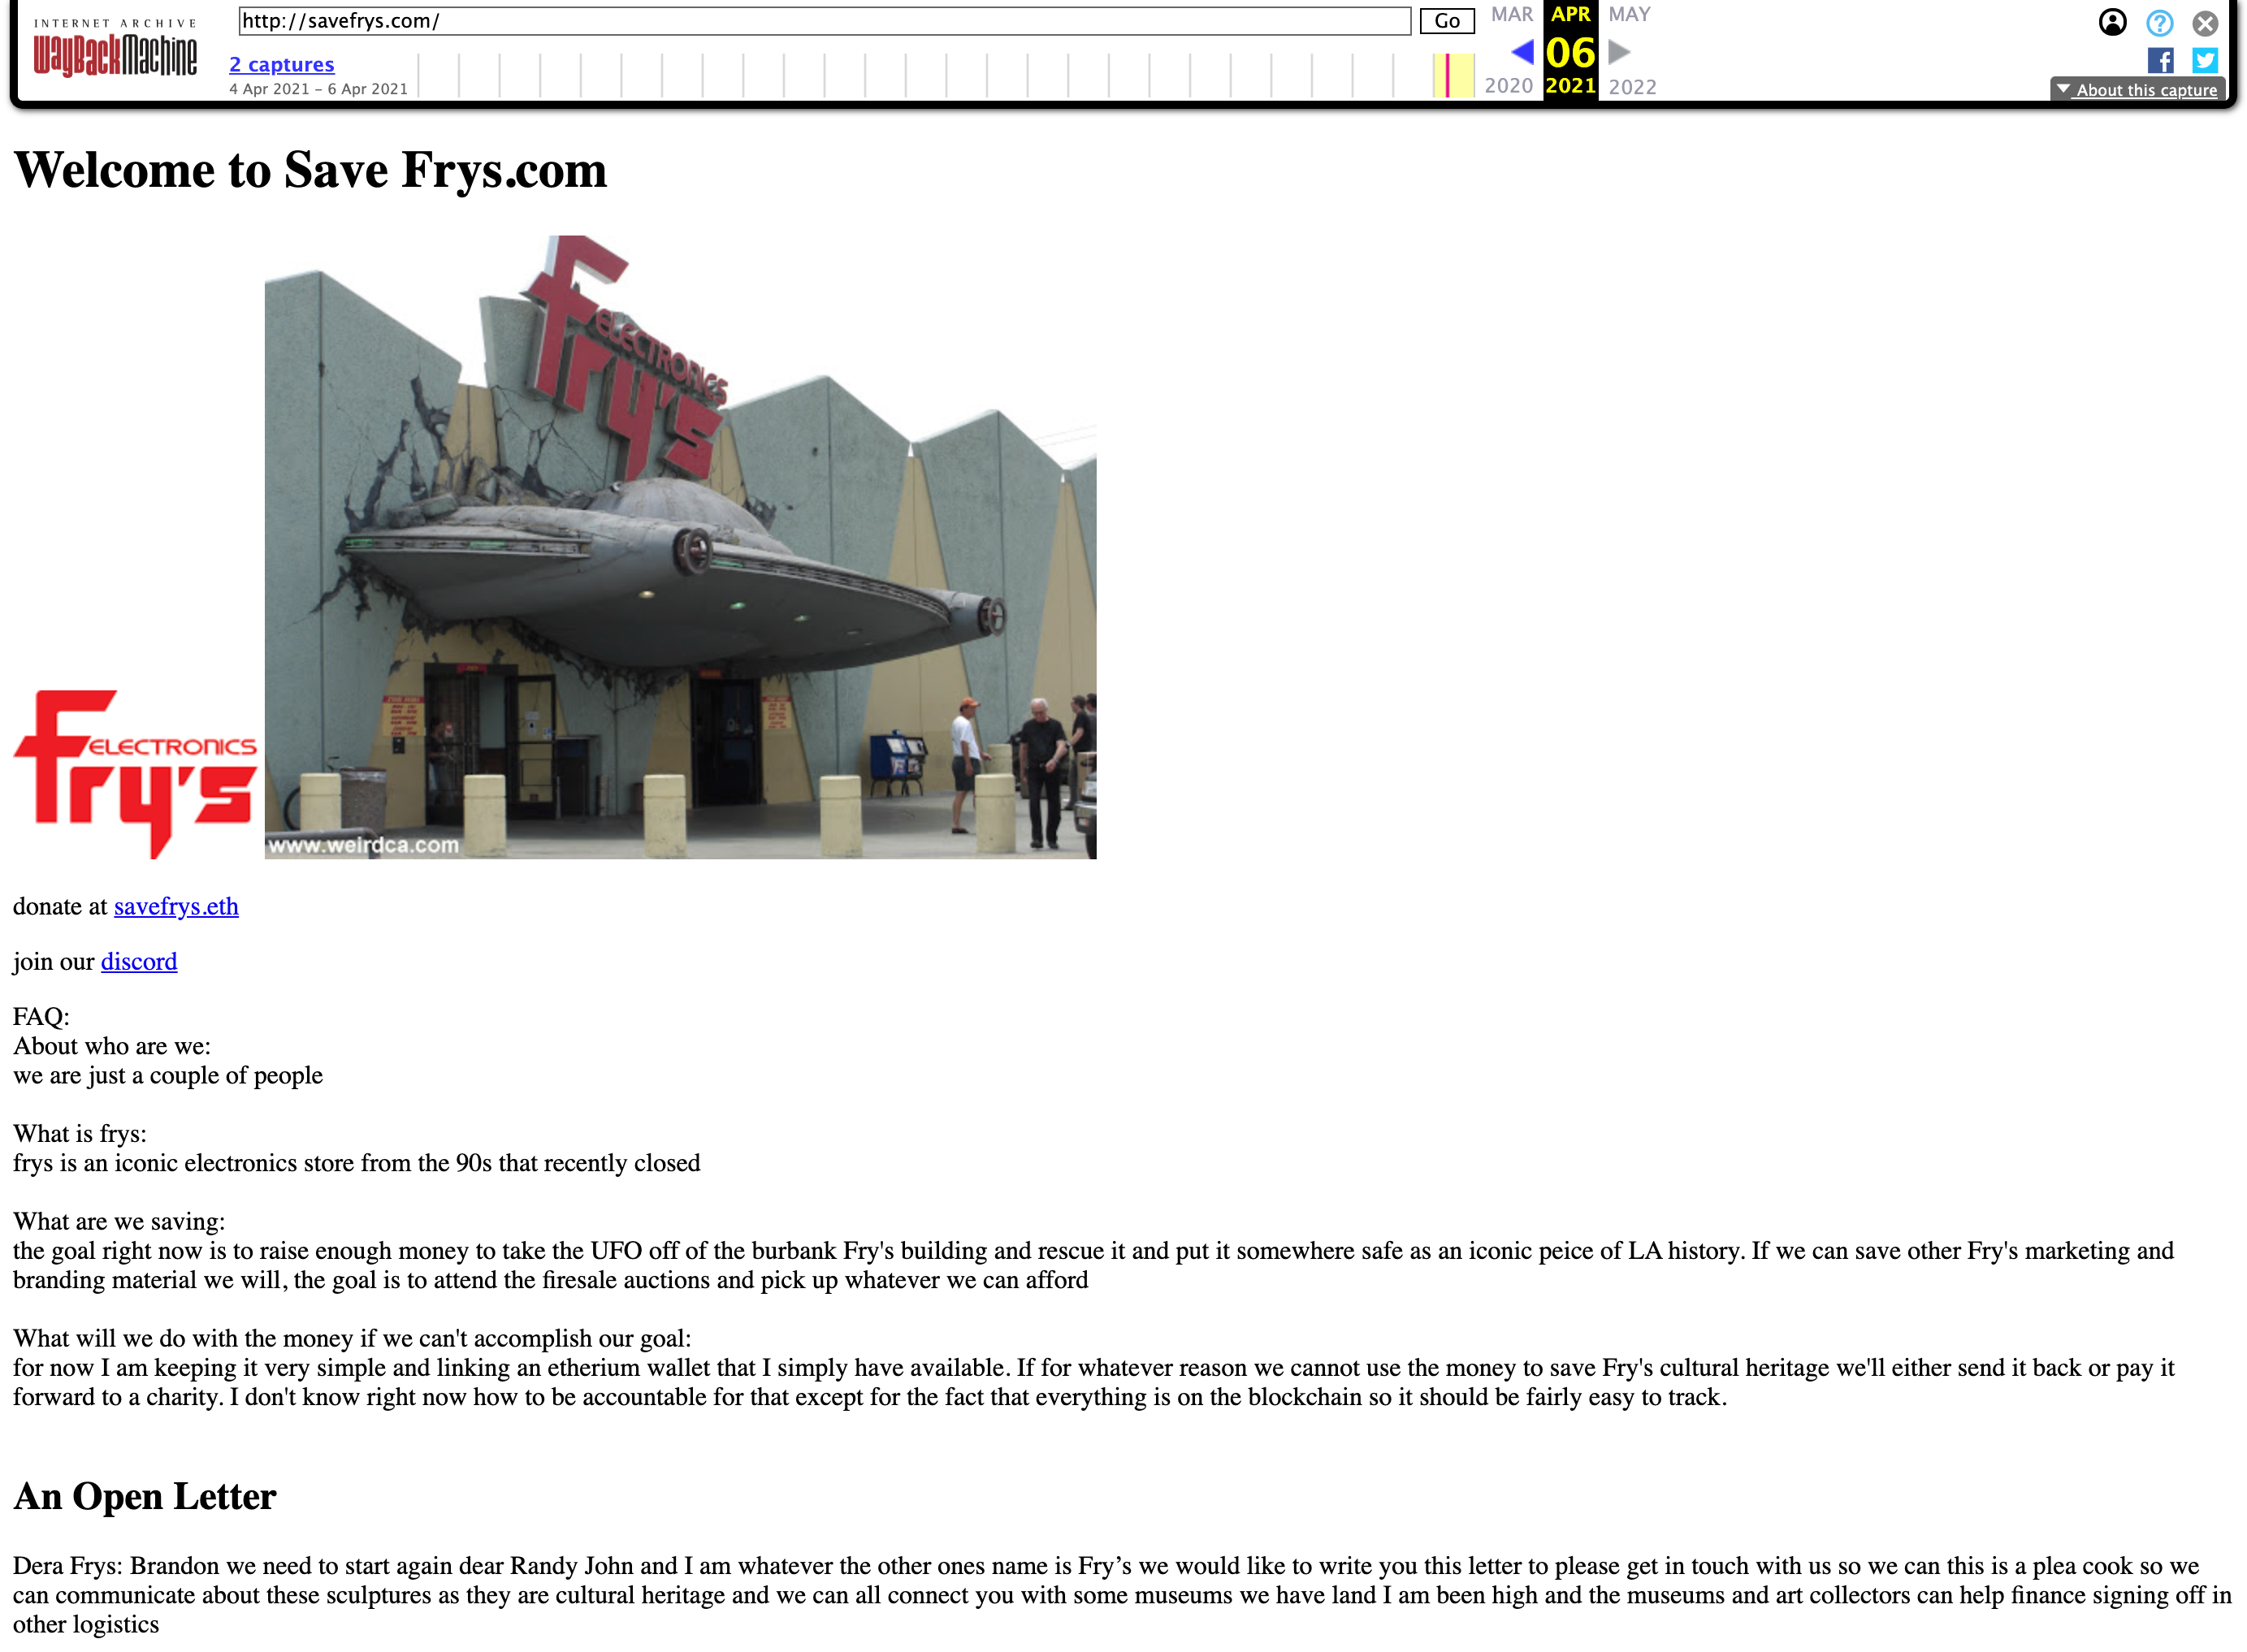 INTERNET ARCHIVE
WayBackMachine
http://savefrys.com/
Go
MAR
APR
MAY
06
2020
2021
2022
2 captures
4 Apr 2021 – 6 Apr 2021
About this capture
Welcome to Save Frys.com
ELECTRONICS
Fry's
ELECTRONICS
Fry's
www.weirdca.com
donate at savefrys.eth
join our discord
FAQ:
About who are we:
we are just a couple of people
What is frys:
frys is an iconic electronics store from the 90s that recently closed
What are we saving:
the goal right now is to raise enough money to take the UFO off of the burbank Fry's building and rescue it and put it somewhere safe as an iconic peice of LA history. If we can save other Fry's marketing and
branding material we will, the goal is to attend the firesale auctions and pick up whatever we can afford
What will we do with the money if we can't accomplish our goal:
for now I am keeping it very simple and linking an etherium wallet that I simply have available. If for whatever reason we cannot use the money to save Fry's cultural heritage we'll either send it back or pay it
forward to a charity. I don't know right now how to be accountable for that except for the fact that everything is on the blockchain so it should be fairly easy to track.
An Open Letter
Dera Frys: Brandon we need to start again dear Randy John and I am whatever the other ones name is Fry’s we would like to write you this letter to please get in touch with us so we can this is a plea cook so we
can communicate about these sculptures as they are cultural heritage and we can all connect you with some museums we have land I am been high and the museums and art collectors can help finance signing off in
other logistics